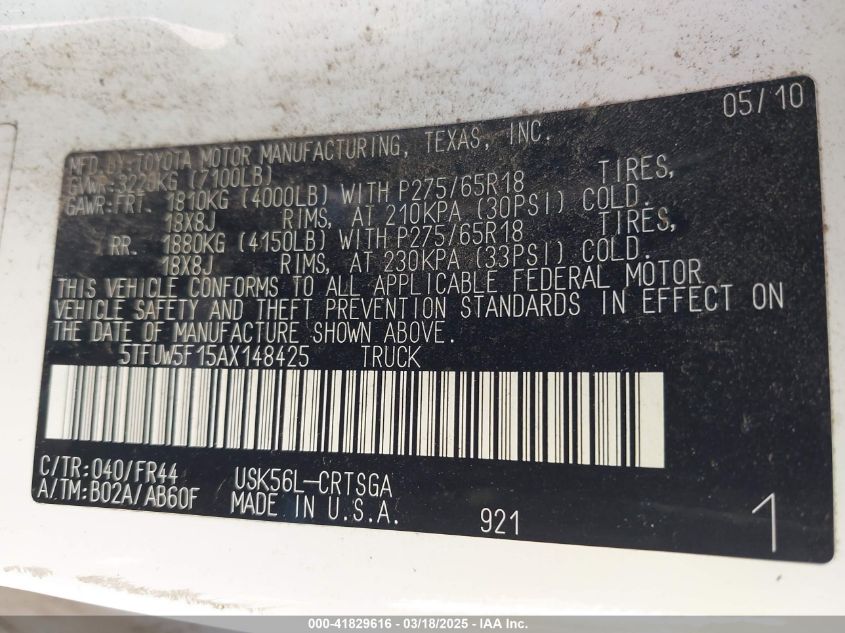 05/10
MFD.BY:TOYOTA MOTOR MANUFACTURING, TEXAS, INC.
GVWR:3220KG (7100LB)
GAWR:FRT. 1810KG (4000LB) WITH P275/65R18 TIRES,
18X8J RIMS, AT 210KPA (30PSI) COLD.
RR. 1880KG (4150LB) WITH P275/65R18 TIRES,
18X8J RIMS, AT 230KPA (33PSI) COLD.
THIS VEHICLE CONFORMS TO ALL APPLICABLE FEDERAL MOTOR
VEHICLE SAFETY AND THEFT PREVENTION STANDARDS IN EFFECT ON
THE DATE OF MANUFACTURE SHOWN ABOVE.
5TFUW5F15AX148425 TRUCK
C/TR:040/FR44 USK56L-CRTSGA
A/TM:B02A/AB60F MADE IN U.S.A. 921 1
000-41829616 - 03/18/2025 - IAA Inc.